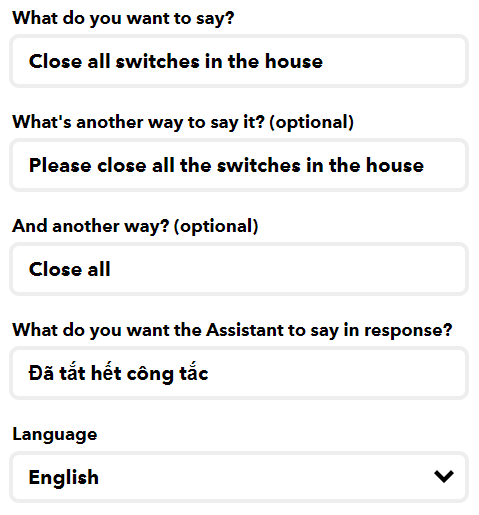 What do you want to say?
Close all switches in the house
What's another way to say it? (optional)
Please close all the switches in the house
And another way? (optional)
Close all
What do you want the Assistant to say in response?
Đã tắt hết công tắc
Language
English